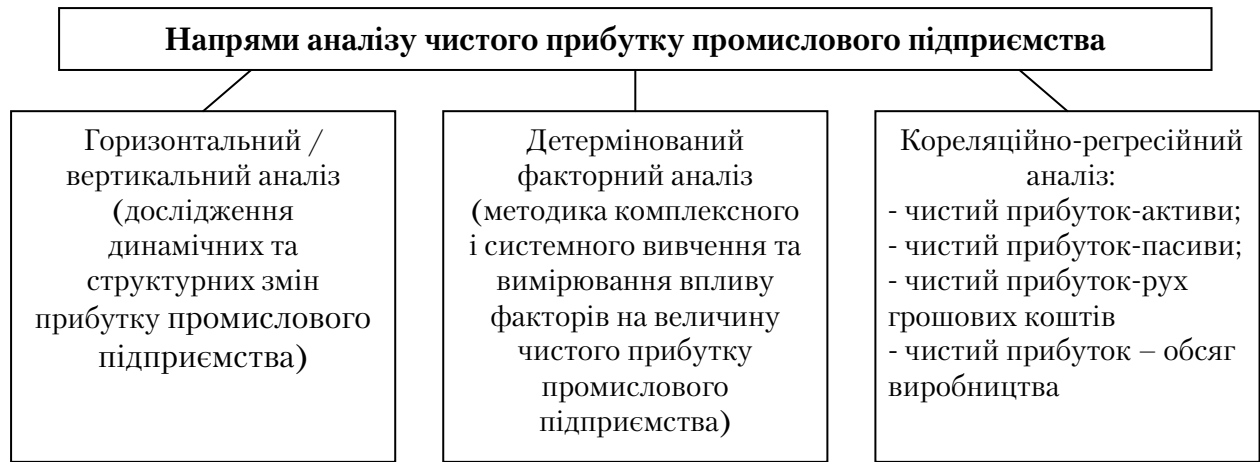 Напрями аналізу чистого прибутку промислового підприємства
Горизонтальний /
вертикальний аналіз
(дослідження
динамічних та
структурних змін
прибутку промислового
підприємства)
Детермінований
факторний аналіз
(методика комплексного
і системного вивчення та
вимірювання впливу
факторів на величину
чистого прибутку
промислового
підприємства)
Кореляційно-регресійний
аналіз:
- чистий прибуток-активи;
- чистий прибуток-пасиви;
- чистий прибуток-рух
грошових коштів
- чистий прибуток – обсяг
виробництва